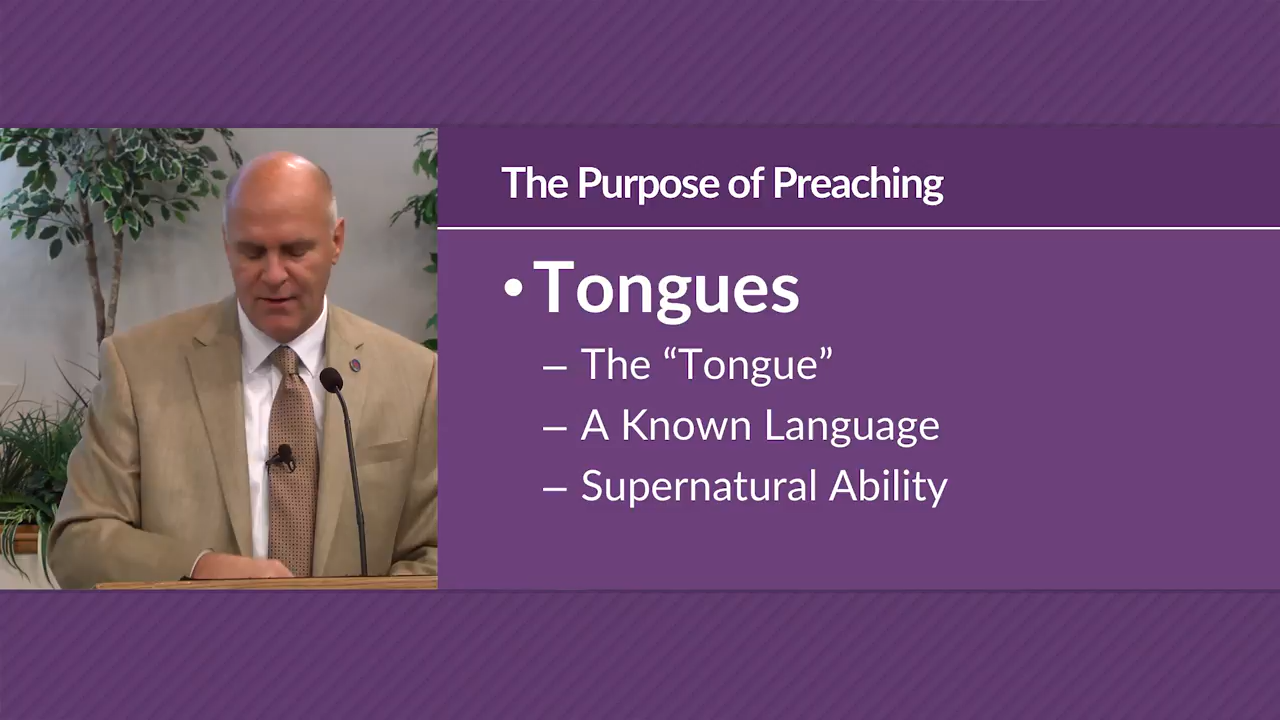 The Purpose of Preaching
•Tongues
– The “Tongue”
– A Known Language
– Supernatural Ability